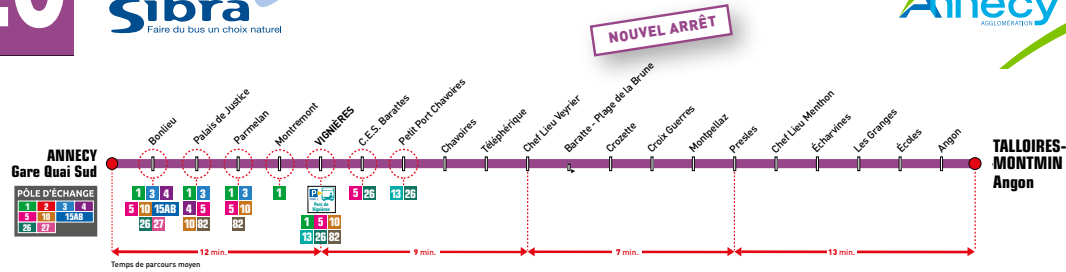 Sibra
Faire du bus un choix naturel
NOUVEL ARRÊT
Annecy
AGGLOMÉRATION
ANNECY
Gare Quai Sud
PÔLE D'ÉCHANGE
1 2 3 4
5 10 15AB
26 27
Bonlieu
Palais de Justice
Parmelan
Montremont
VIGNIÈRES
C.E.S. Barattes
Petit Port Chavoires
Chavoires
Téléphérique
Chef Lieu Veyrier
Baratte - Plage de la Brune
Crozette
Croix Guerres
Montpellaz
Presles
Chef Lieu Menthon
Écharvines
Les Granges
Écoles
Angon
TALLOIRES-
MONTMIN
Angon
1 3 4
5 10 15AB
26 27
1 3
4 5
10 82
1 3
5 10
82
1
P
Parc de
Vignières
1 5 10
13 26 82
5 26
13 26
12 min.
9 min.
7 min.
13 min.
Temps de parcours moyen